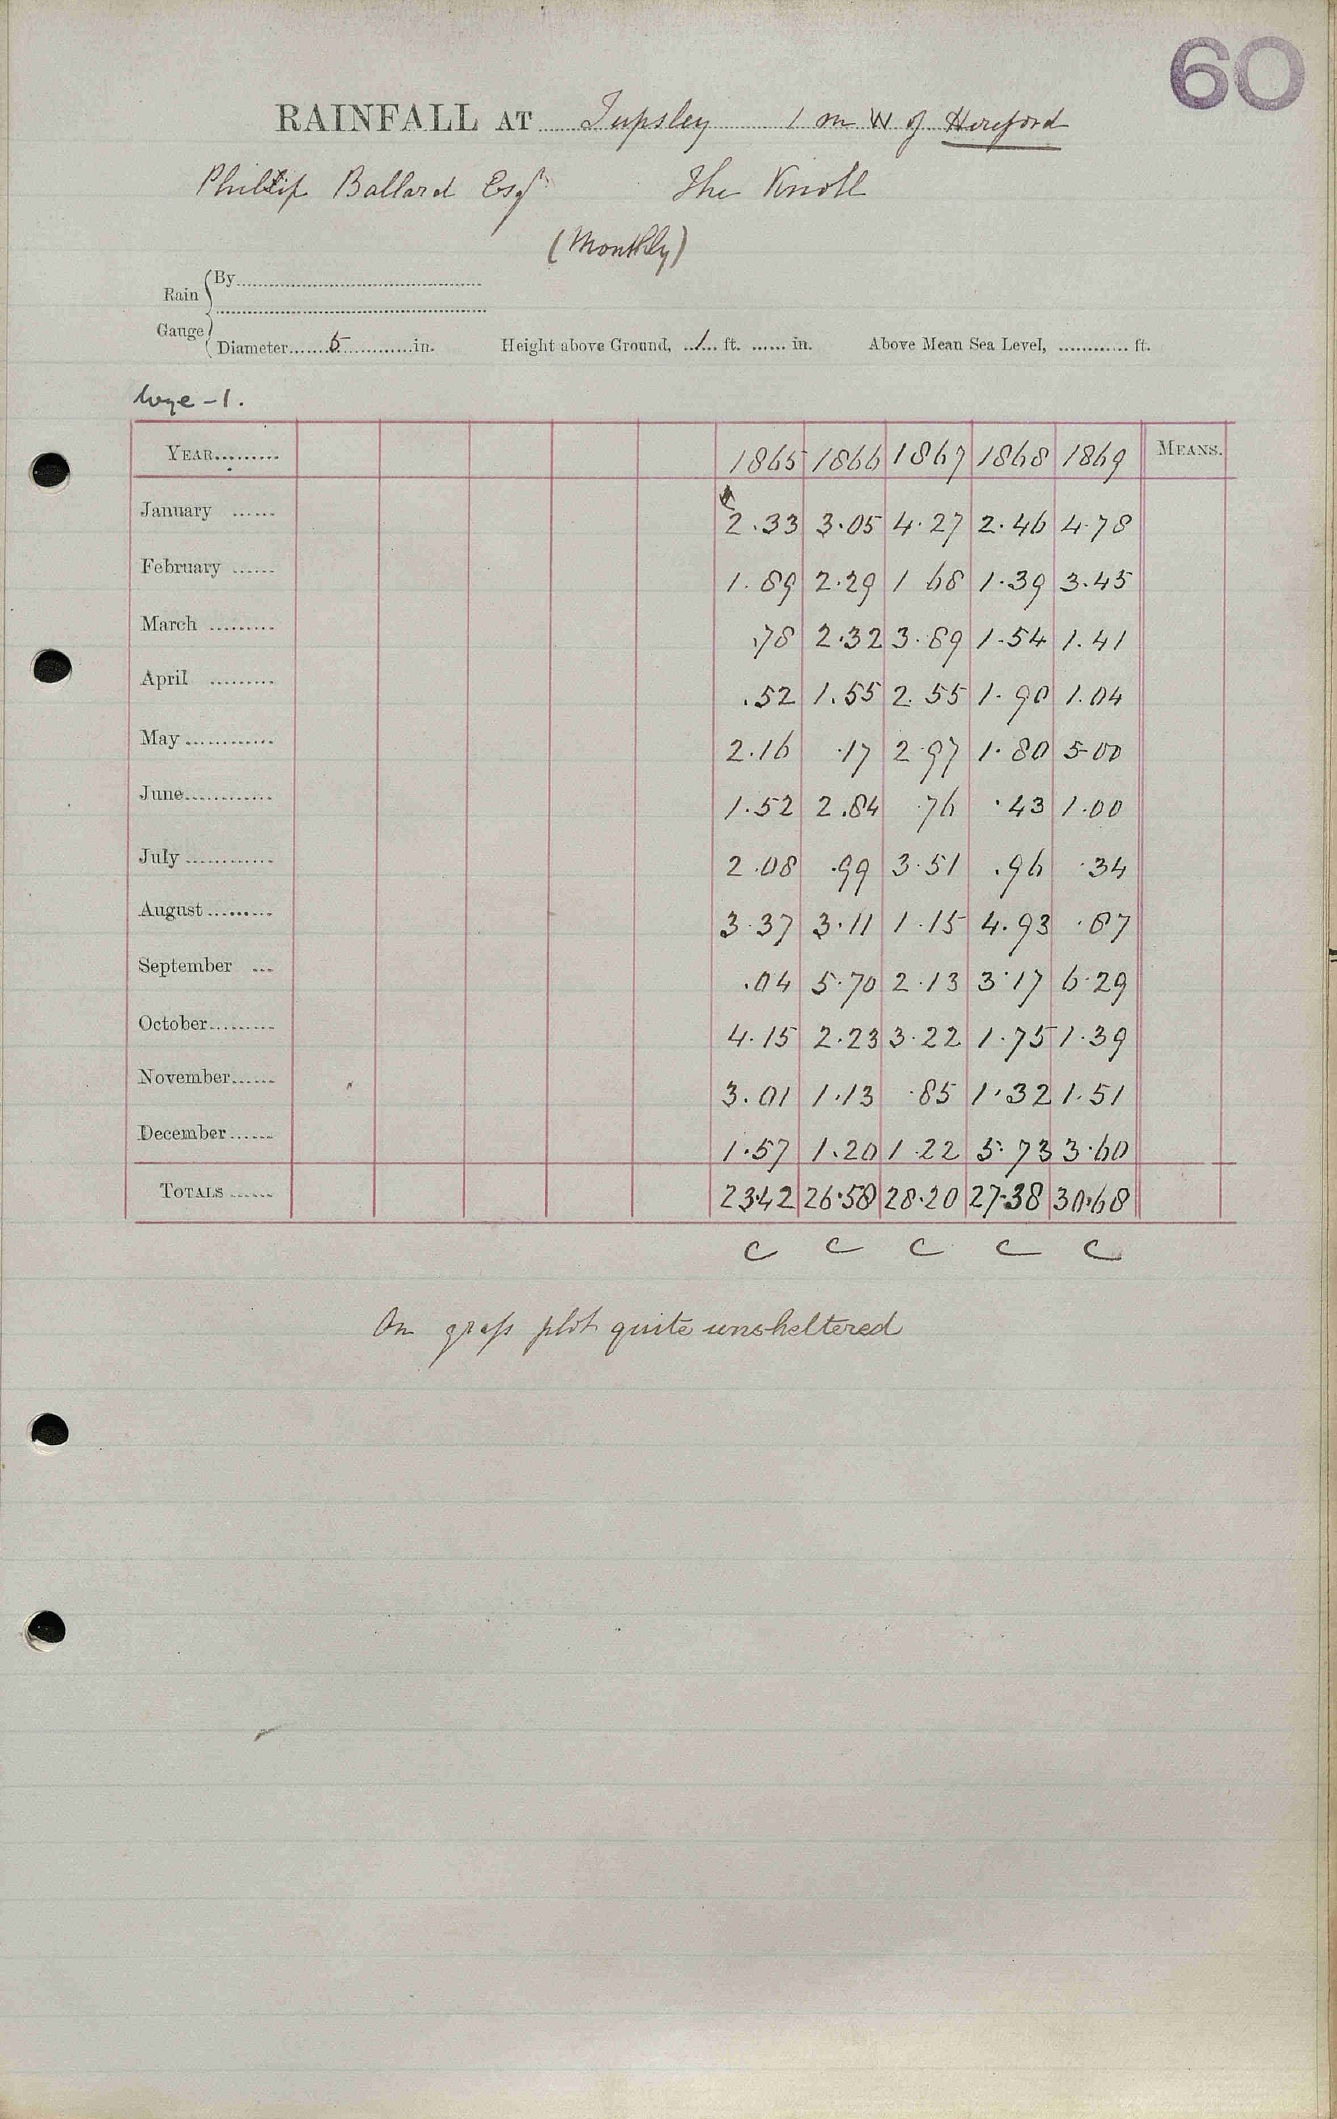 60
RAINFALL AT Tupsley 1 m W of Hereford
Phillip Ballard Esqr The Knoll
(Monthly)
Rain Gauge By
Diameter 5 in. Height above Ground, 1 ft. in. Above Mean Sea Level, ft.
Wye - 1.
YEAR 1865 1866 1867 1868 1869 MEANS.
January 2.33 3.05 4.27 2.46 4.78
February 1.89 2.29 1 68 1.39 3.45
March .78 2.32 3.89 1.54 1.41
April .52 1.55 2.55 1.90 1.04
May 2.16 .17 2.97 1.80 5.00
June 1.52 2.84 .76 .43 1.00
July 2.08 .99 3.51 .96 .34
August 3.37 3.11 1.15 4.93 .87
September .04 5.70 2.13 3.17 6.29
October 4.15 2.23 3.22 1.75 1.39
November 3.01 1.13 .85 1.32 1.51
December 1.57 1.20 1.22 5.73 3.60
TOTALS 23.42 26.58 28.20 27.38 30.68
C C C C C
On grass plot quite unsheltered